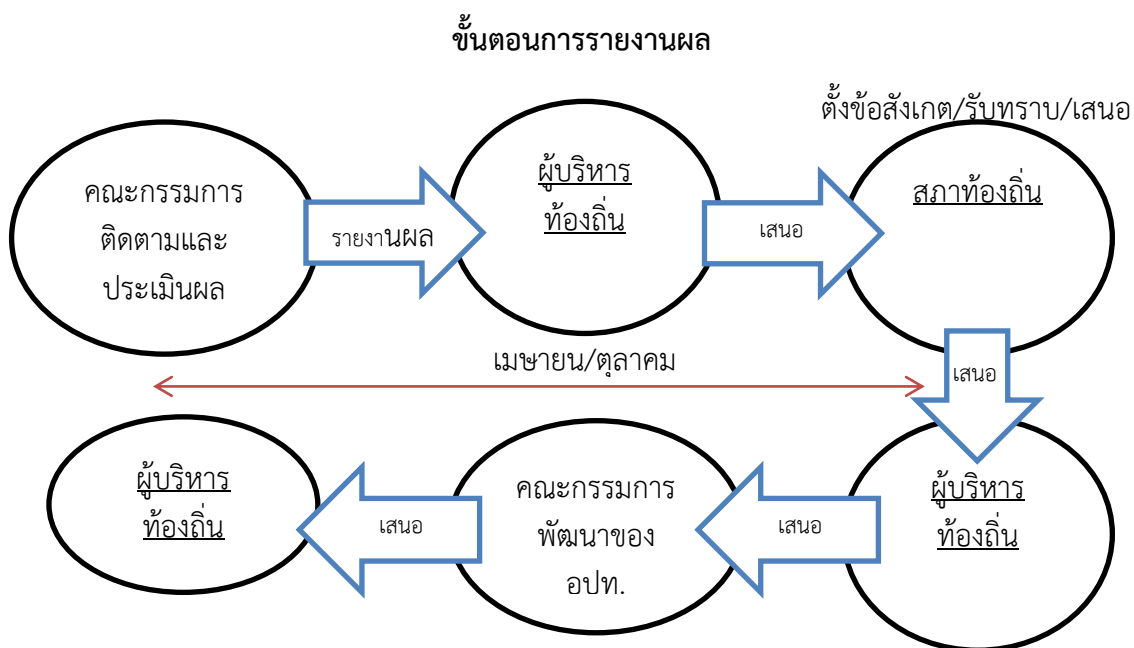 ขั้นตอนการรายงานผล
ตั้งข้อสังเกต/รับทราบ/เสนอ
คณะกรรมการ
ติดตามและ
ประเมินผล
รายงานผล
ผู้บริหาร
ท้องถิ่น
เสนอ
สภาท้องถิ่น
เมษายน/ตุลาคม
เสนอ
ผู้บริหาร
ท้องถิ่น
เสนอ
คณะกรรมการ
พัฒนาของ
อปท.
เสนอ
ผู้บริหาร
ท้องถิ่น